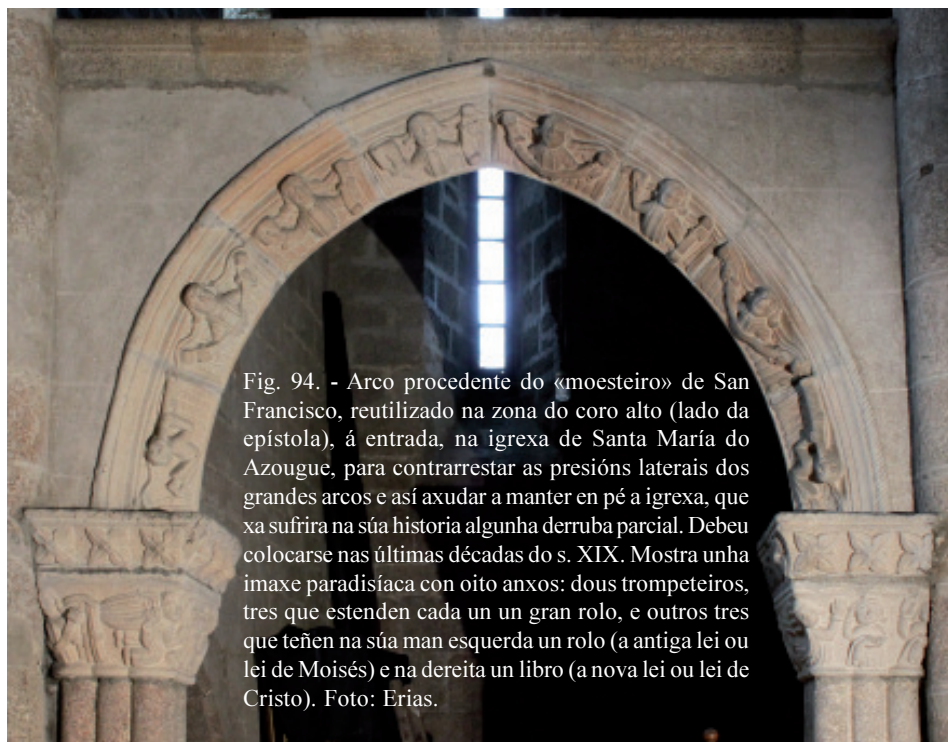 Fig. 94. - Arco procedente do «moesteiro» de San
Francisco, reutilizado na zona do coro alto (lado da
epístola), á entrada, na igrexa de Santa María do
Azougue, para contrarrestar as presións laterais dos
grandes arcos e así axudar a manter en pé a igrexa, que
xa sufrira na súa historia algunha derruba parcial. Debeu
colocarse nas últimas décadas do s. XIX. Mostra unha
imaxe paradisíaca con oito anxos: dous trompeteiros,
tres que estenden cada un un gran rolo, e outros tres
que teñen na súa man esquerda un rolo (a antiga lei ou
lei de Moisés) e na dereita un libro (a nova lei ou lei de
Cristo). Foto: Erias.